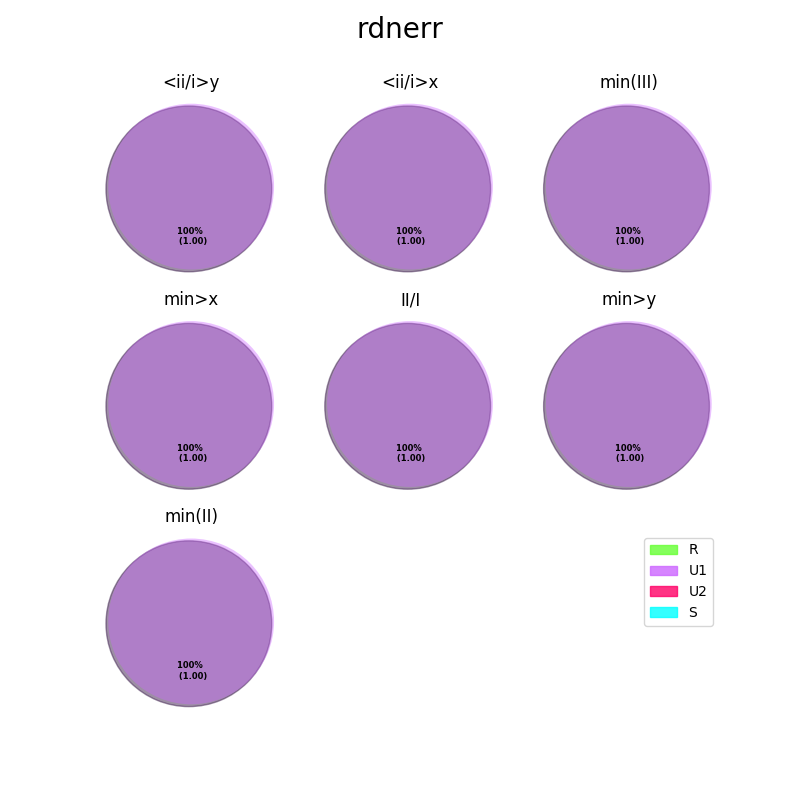 rdnerr
<ii/i>y
<ii/i>x
min(III)
100%
(1.00)
100%
(1.00)
100%
(1.00)
min>x
II/I
min>y
100%
(1.00)
100%
(1.00)
100%
(1.00)
min(II)
100%
(1.00)
R
U1
U2
S